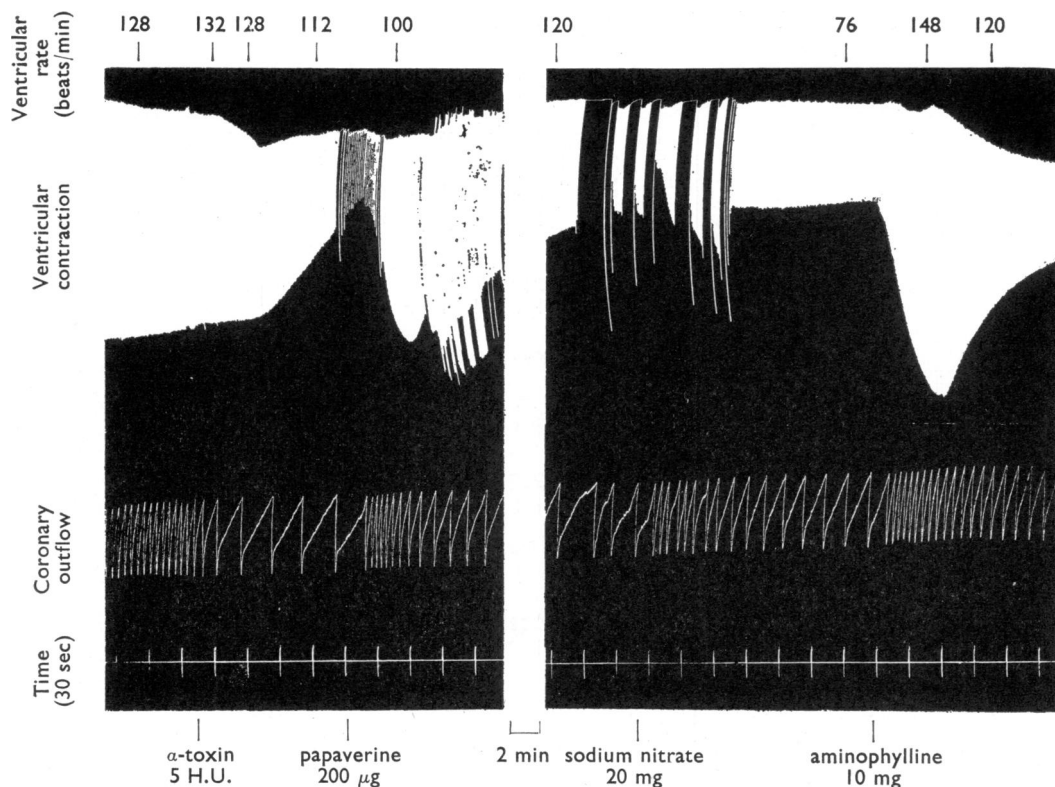 Ventricular
rate
(beats/min)
128 132 128 112 100 120 76 148 120
Ventricular
contraction
Coronary
outflow
Time
(30 sec)
α-toxin
5 H.U.
papaverine
200 μg
2 min
sodium nitrate
20 mg
aminophylline
10 mg